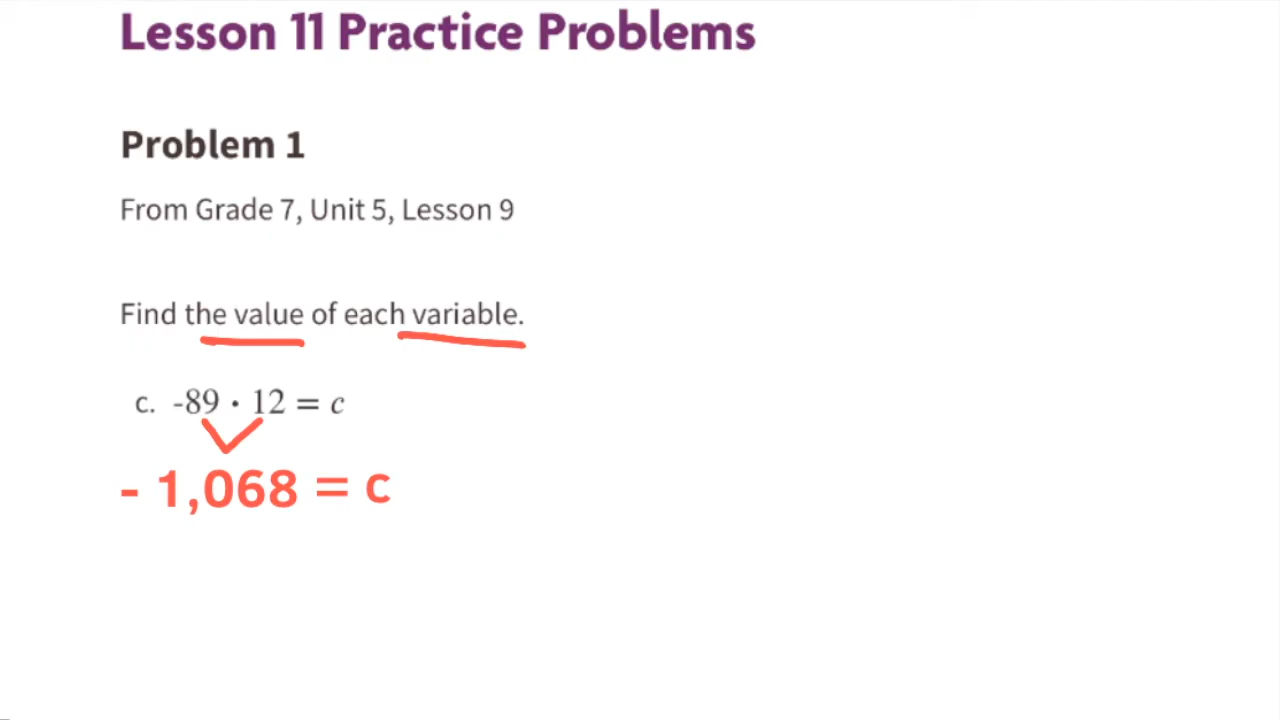 Lesson 11 Practice Problems
Problem 1
From Grade 7, Unit 5, Lesson 9
Find the value of each variable.
c. -89 · 12 = c
- 1,068 = c